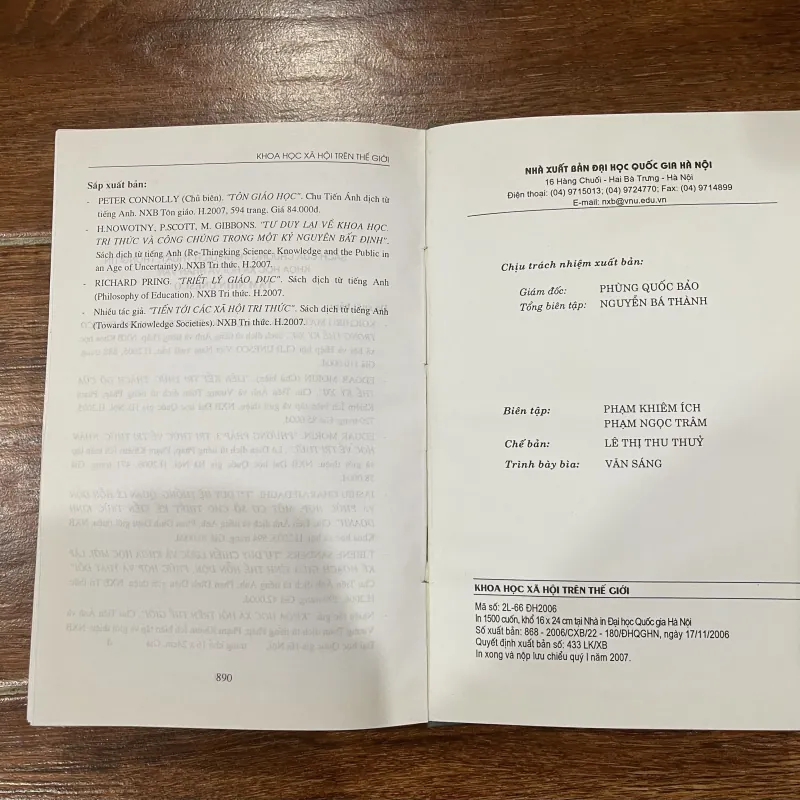 KHOA HỌC XÃ HỘI TRÊN THẾ GIỚI
Sắp xuất bản:
- PETER CONNOLLY (Chủ biên). "TÔN GIÁO HỌC". Chu Tiến Ánh dịch từ
tiếng Anh. NXB Tôn giáo. H.2007, 594 trang. Giá 84.000đ.
- H.NOWOTNY, P.SCOTT, M. GIBBONS. "TƯ DUY LẠI VỀ KHOA HỌC.
TRI THỨC VÀ CÔNG CHÚNG TRONG MỘT KỶ NGUYÊN BẤT ĐỊNH".
Sách dịch từ tiếng Anh (Re-Thingking Science. Knowledge and the Public in
an Age of Uncertainty). NXB Tri thức. H.2007.
- RICHARD PRING. "TRIẾT LÝ GIÁO DỤC". Sách dịch từ tiếng Anh
(Philosophy of Education). NXB Tri thức. H.2007.
- Nhiều tác giả. "TIẾN TỚI CÁC XÃ HỘI TRI THỨC". Sách dịch từ tiếng Anh
(Towards Knowledge Societies). NXB Tri thức. H.2007.
890
NHÀ XUẤT BẢN ĐẠI HỌC QUỐC GIA HÀ NỘI
16 Hàng Chuối - Hai Bà Trưng - Hà Nội
Điện thoại: (04) 9715013; (04) 9724770; Fax: (04) 9714899
E-mail: nxb@vnu.edu.vn
Chịu trách nhiệm xuất bản:
Giám đốc: PHÙNG QUỐC BẢO
Tổng biên tập: NGUYỄN BÁ THÀNH
Biên tập: PHẠM KHIÊM ÍCH
PHẠM NGỌC TRÂM
Chế bản: LÊ THỊ THU THUỶ
Trình bày bìa: VĂN SÁNG
KHOA HỌC XÃ HỘI TRÊN THẾ GIỚI
Mã số: 2L-66 ĐH2006
In 1500 cuốn, khổ 16 x 24 cm tại Nhà in Đại học Quốc gia Hà Nội
Số xuất bản: 868 - 2006/CXB/22 - 180/ĐHQGHN, ngày 17/11/2006
Quyết định xuất bản số: 433 LK/XB
In xong và nộp lưu chiểu quý I năm 2007.